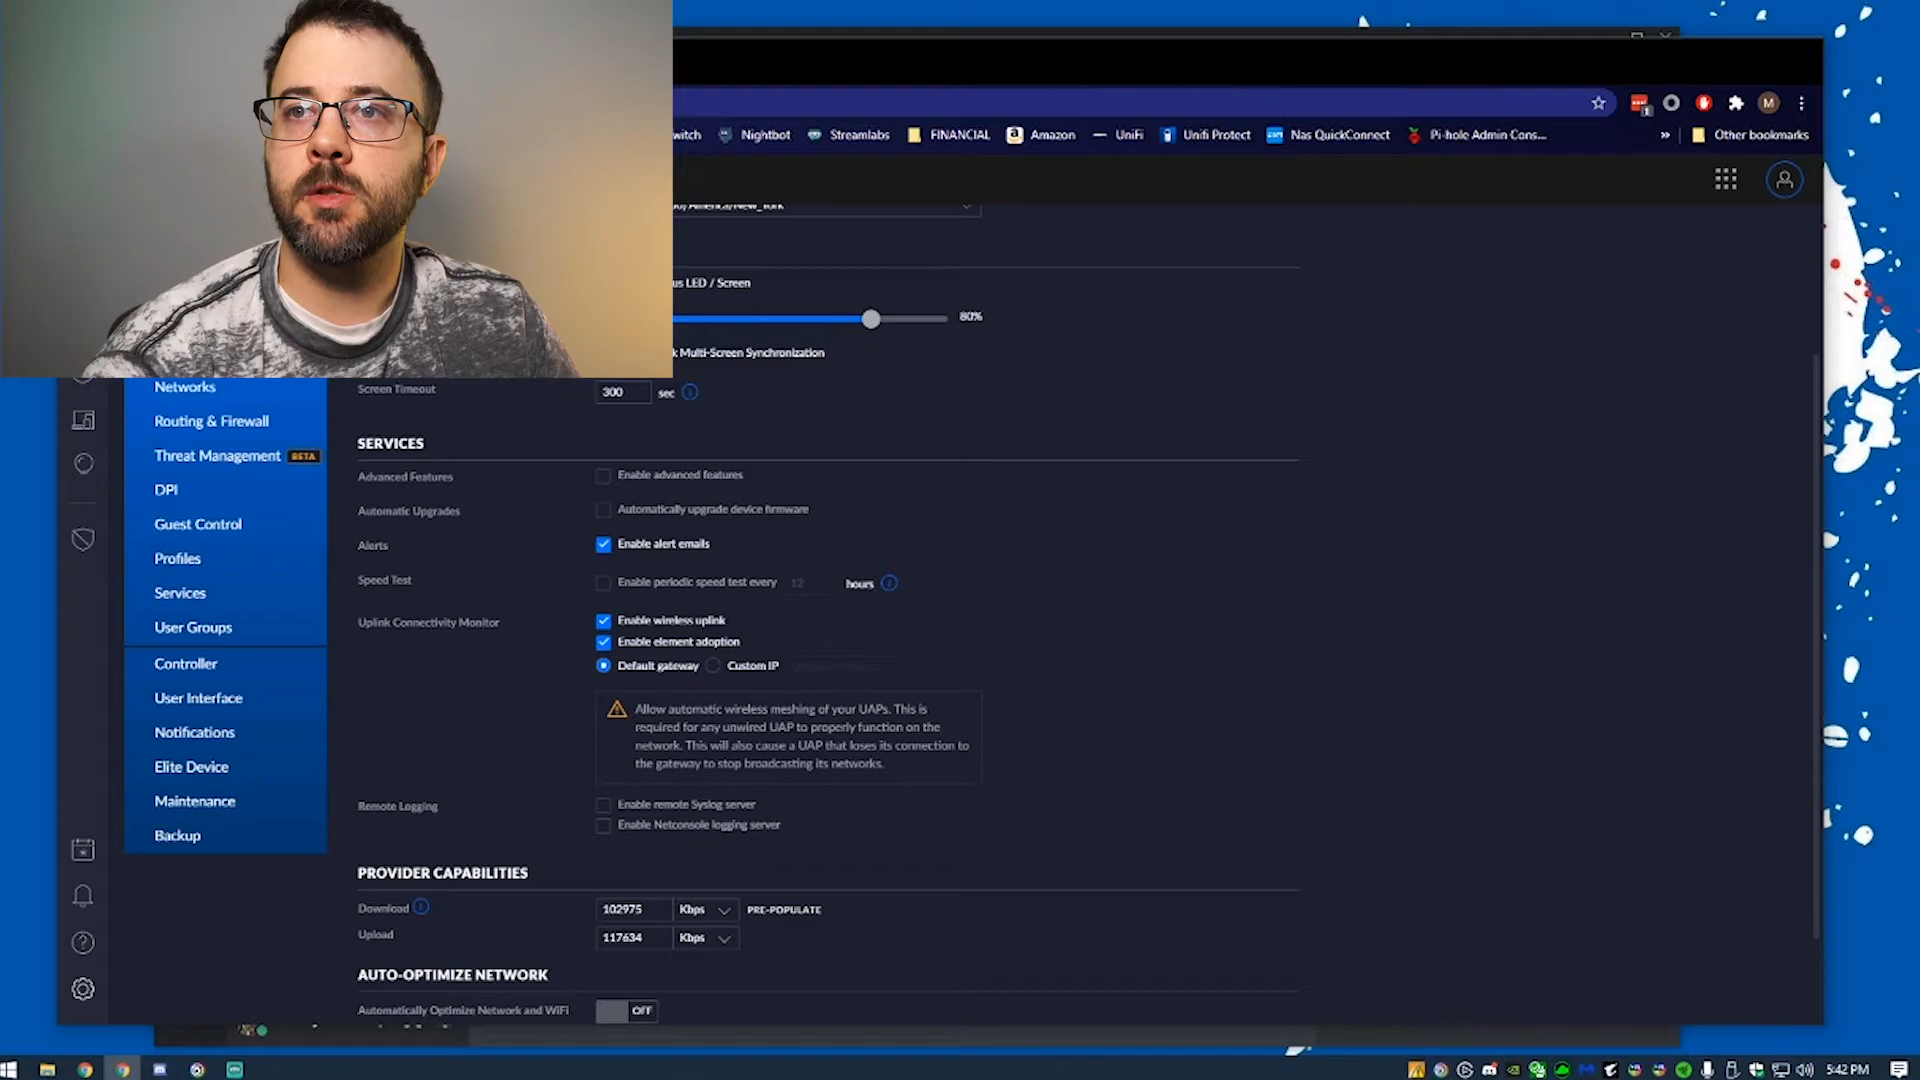 witch Nightbot Streamlabs FINANCIAL Amazon UniFi Unifi Protect Nas QuickConnect Pi-hole Admin Cons... » Other bookmarks
America/New_York
us LED / Screen
80%
k Multi-Screen Synchronization
Screen Timeout 300 sec
Networks
Routing & Firewall
Threat Management BETA
DPI
Guest Control
Profiles
Services
User Groups
Controller
User Interface
Notifications
Elite Device
Maintenance
Backup
SERVICES
Advanced Features Enable advanced features
Automatic Upgrades Automatically upgrade device firmware
Alerts Enable alert emails
Speed Test Enable periodic speed test every 12 hours
Uplink Connectivity Monitor Enable wireless uplink
Enable element adoption
Default gateway Custom IP
Allow automatic wireless meshing of your UAPs. This is
required for any unwired UAP to properly function on the
network. This will also cause a UAP that loses its connection to
the gateway to stop broadcasting its networks.
Remote Logging Enable remote Syslog server
Enable Netconsole logging server
PROVIDER CAPABILITIES
Download 102975 Kbps PRE-POPULATE
Upload 117634 Kbps
AUTO-OPTIMIZE NETWORK
Automatically Optimize Network and WiFi OFF
5:42 PM